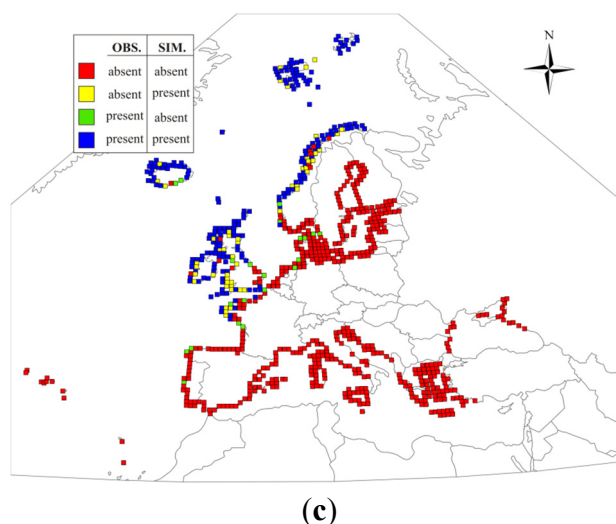 OBS. SIM.
absent absent
absent present
present absent
present present
N
(c)